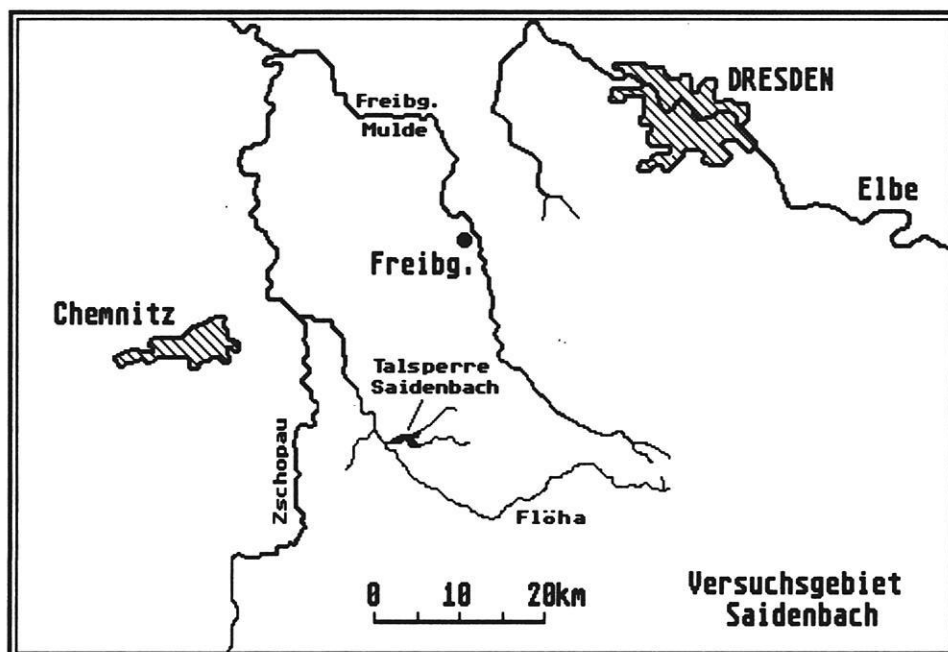 Freibg.
Mulde
DRESDEN
Elbe
Freibg.
Chemnitz
Talsperre
Saidenbach
Zschopau
Flöha
0 10 20km
Versuchsgebiet
Saidenbach